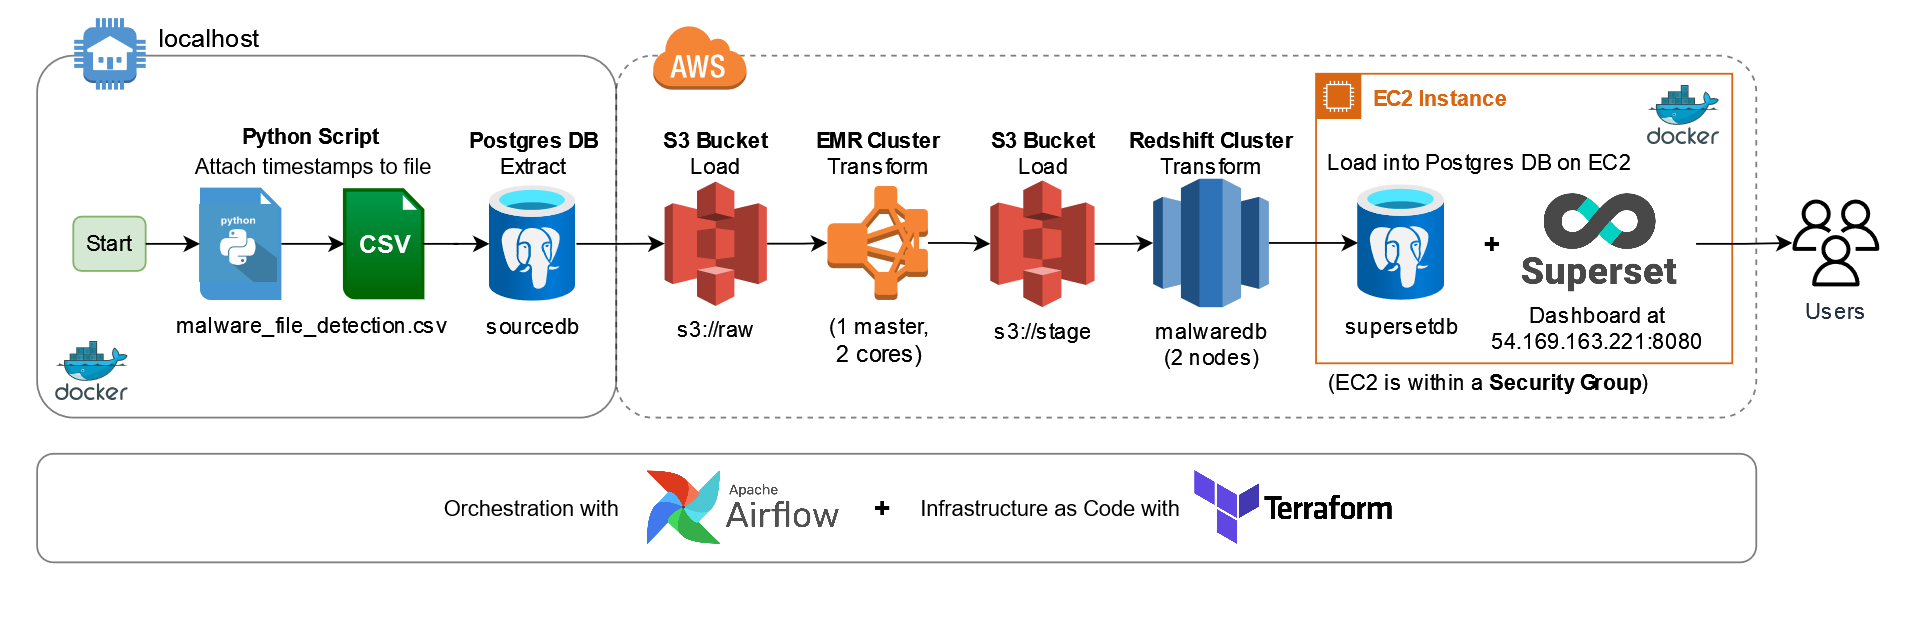 localhost
AWS
EC2 Instance
docker
Python Script
Attach timestamps to file
Postgres DB
Extract
S3 Bucket
Load
EMR Cluster
Transform
S3 Bucket
Load
Redshift Cluster
Transform
Load into Postgres DB on EC2
Start
python
CSV
+
Superset
malware_file_detection.csv
sourcedb
s3://raw
(1 master,
2 cores)
s3://stage
malwaredb
(2 nodes)
supersetdb
Dashboard at
54.169.163.221:8080
Users
docker
(EC2 is within a Security Group)
Orchestration with
Apache
Airflow
+
Infrastructure as Code with
Terraform